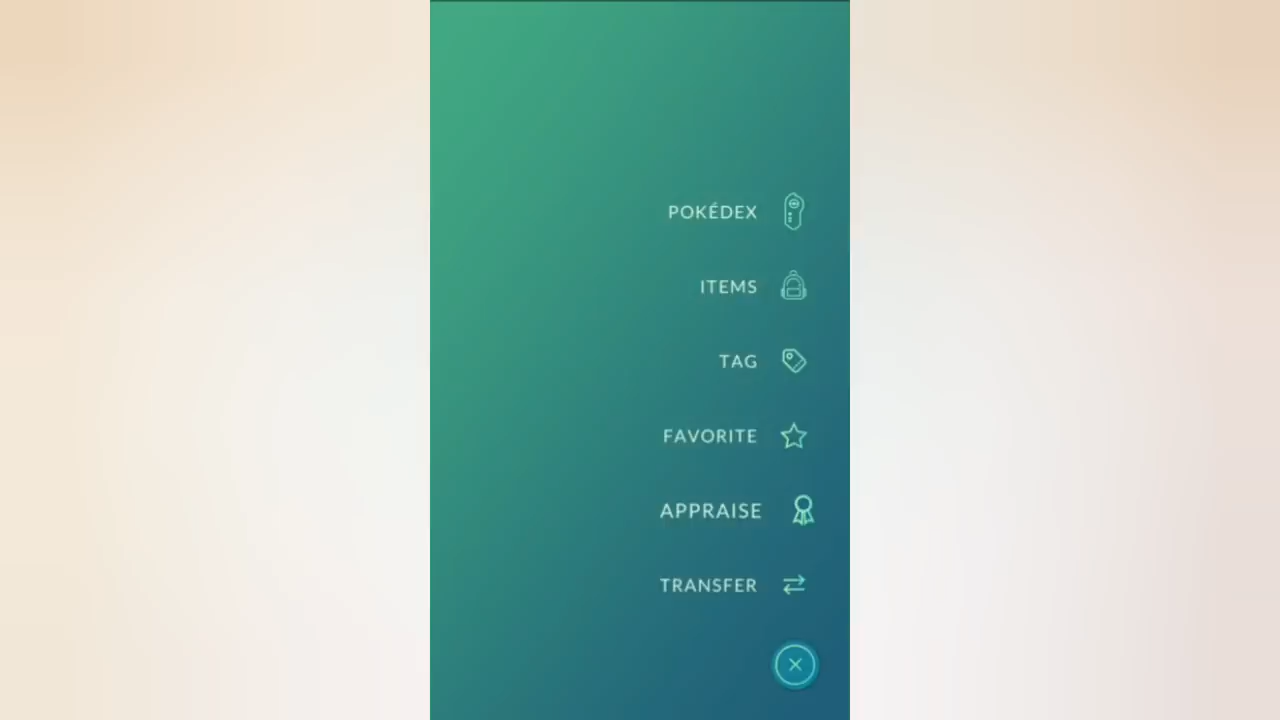 POKÉDEX
ITEMS
TAG
FAVORITE
APPRAISE
TRANSFER